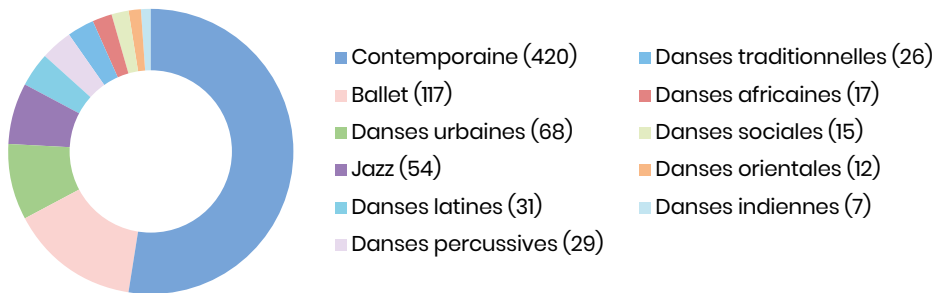 Contemporaine (420)
Ballet (117)
Danses urbaines (68)
Jazz (54)
Danses latines (31)
Danses percussives (29)
Danses traditionnelles (26)
Danses africaines (17)
Danses sociales (15)
Danses orientales (12)
Danses indiennes (7)